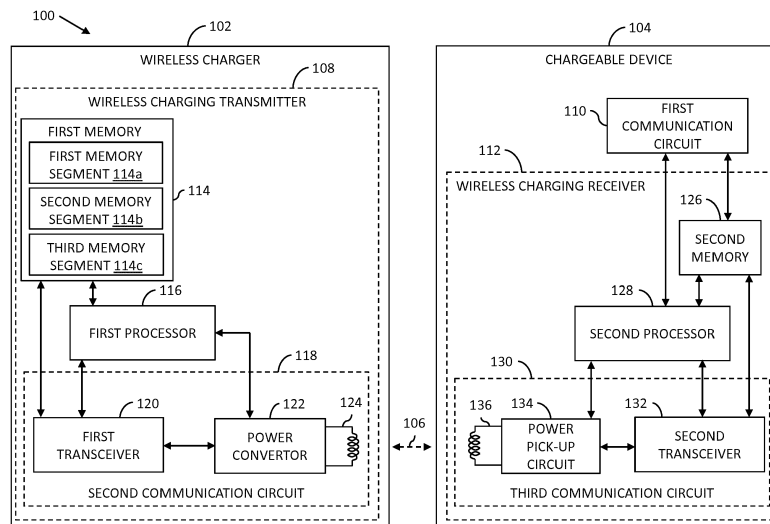 100
102
WIRELESS CHARGER
108
WIRELESS CHARGING TRANSMITTER
FIRST MEMORY
FIRST MEMORY
SEGMENT 114a
SECOND MEMORY
SEGMENT 114b
THIRD MEMORY
SEGMENT 114c
114
116
FIRST PROCESSOR
118
120
FIRST
TRANSCEIVER
122
POWER
CONVERTOR
124
SECOND COMMUNICATION CIRCUIT
106
104
CHARGEABLE DEVICE
110
FIRST
COMMUNICATION
CIRCUIT
112
WIRELESS CHARGING RECEIVER
126
SECOND
MEMORY
128
SECOND PROCESSOR
130
136
134
POWER
PICK-UP
CIRCUIT
132
SECOND
TRANSCEIVER
THIRD COMMUNICATION CIRCUIT